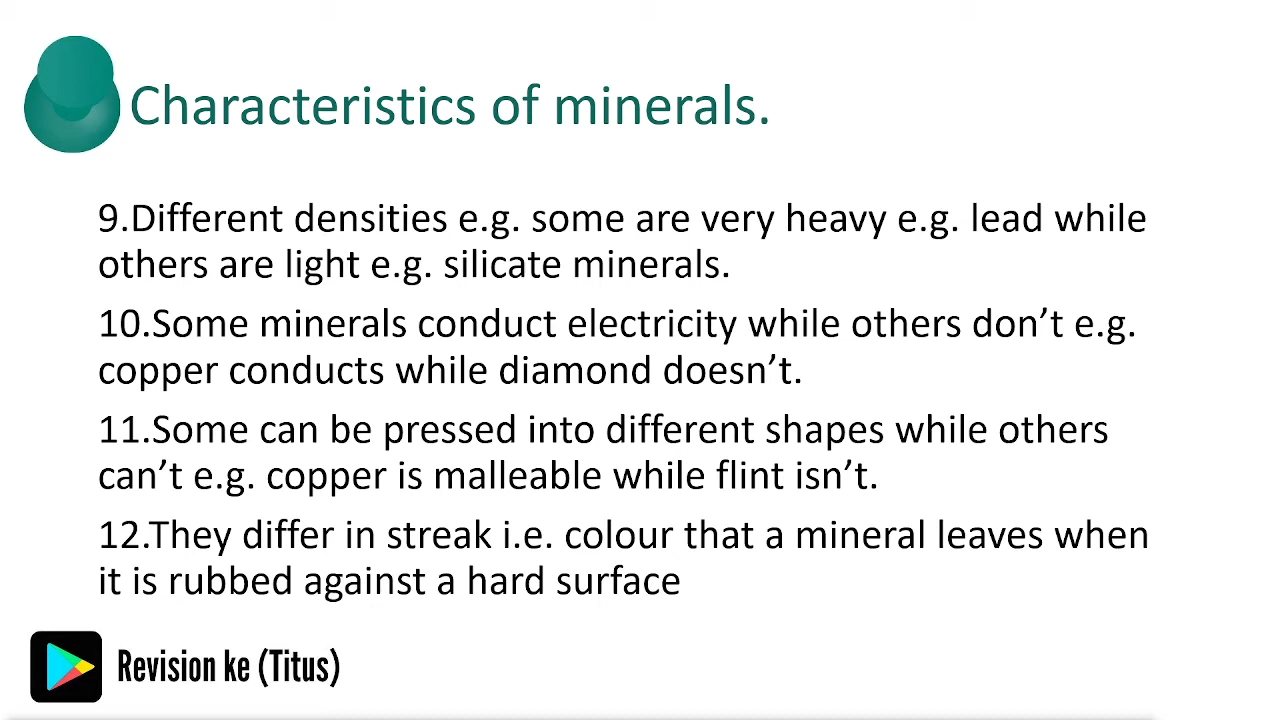 Characteristics of minerals.
9.Different densities e.g. some are very heavy e.g. lead while
others are light e.g. silicate minerals.
10.Some minerals conduct electricity while others don’t e.g.
copper conducts while diamond doesn’t.
11.Some can be pressed into different shapes while others
can’t e.g. copper is malleable while flint isn’t.
12.They differ in streak i.e. colour that a mineral leaves when
it is rubbed against a hard surface
Revision ke (Titus)